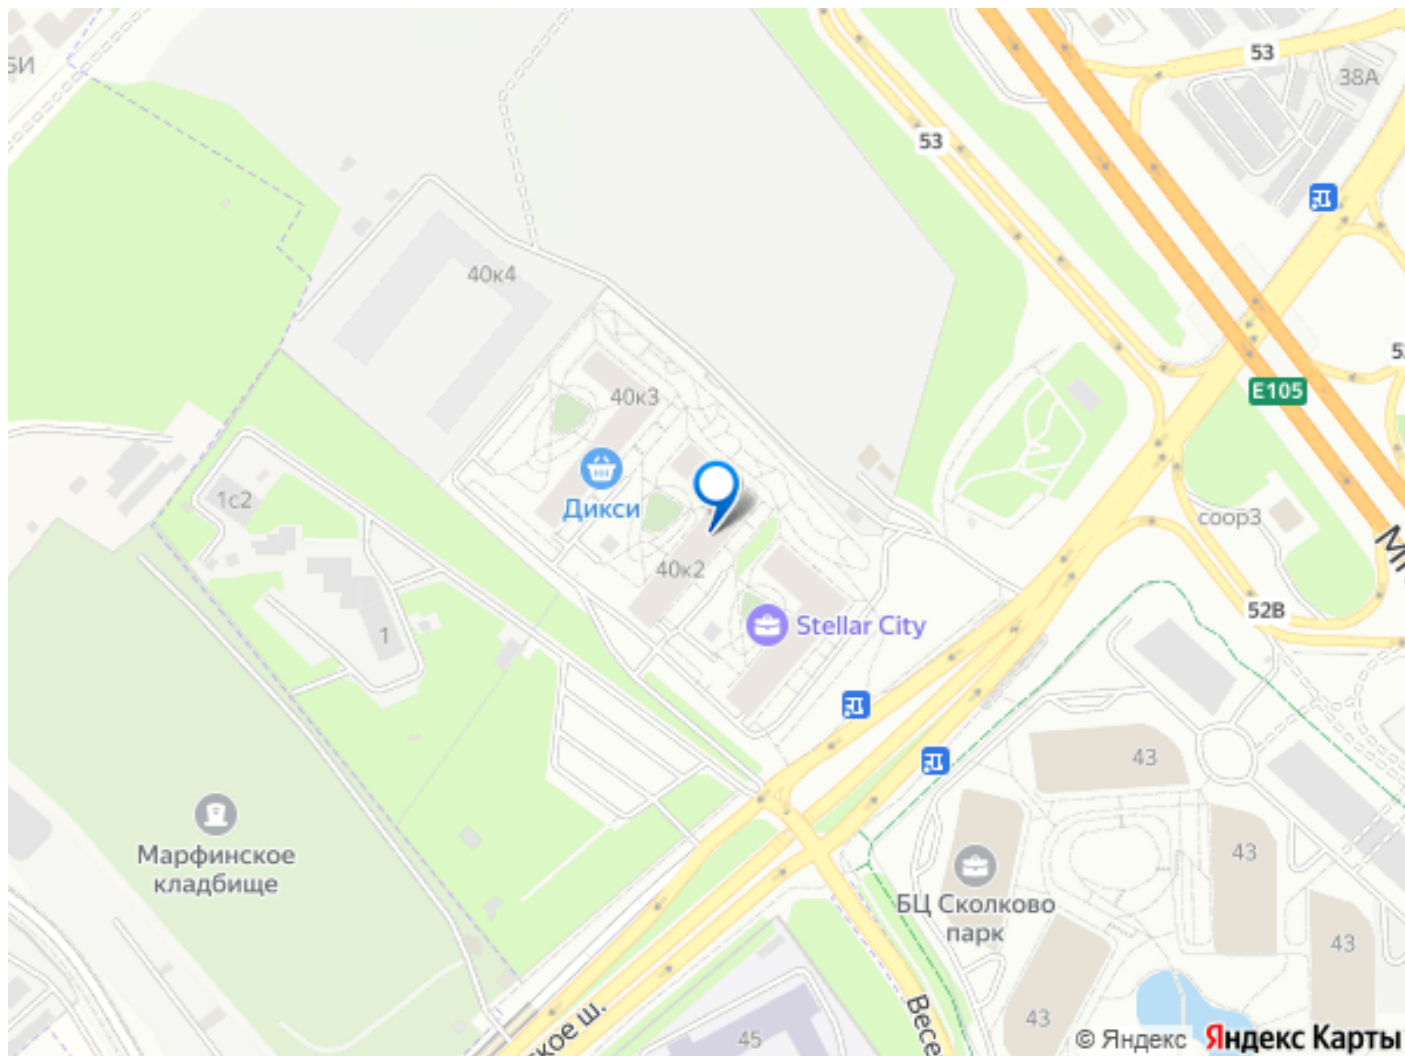 БИ
53
38А
53
40к4
E105
40к3
Дикси
1с2
соор3
40к2
52В
1
Stellar City
43
Марфинское
кладбище
43
БЦ Сколково
парк
43
43
45
© Яндекс
Яндекс Карты